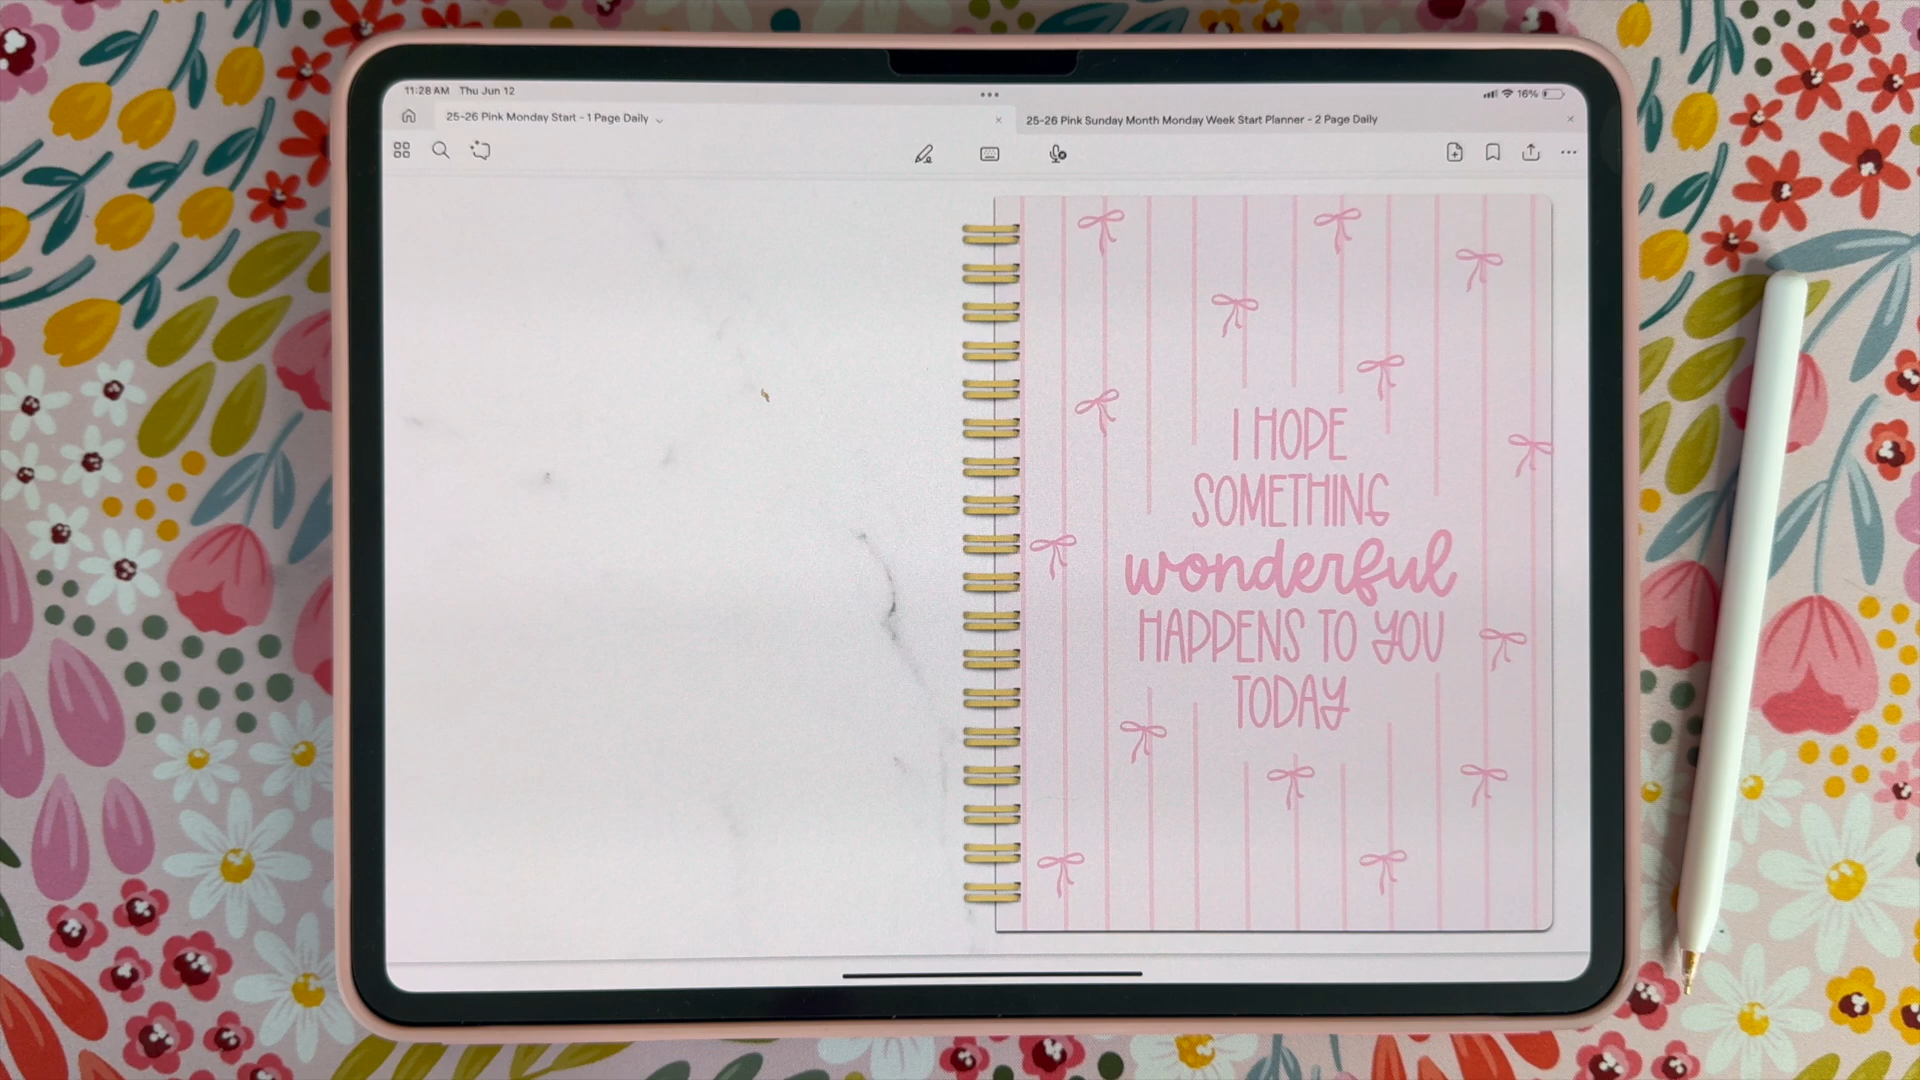 11:28 AM Thu Jun 12
16%
25-26 Pink Monday Start - 1 Page Daily
25-26 Pink Sunday Month Monday Week Start Planner - 2 Page Daily
I HOPE
SOMETHING
wonderful
HAPPENS TO YOU
TODAY